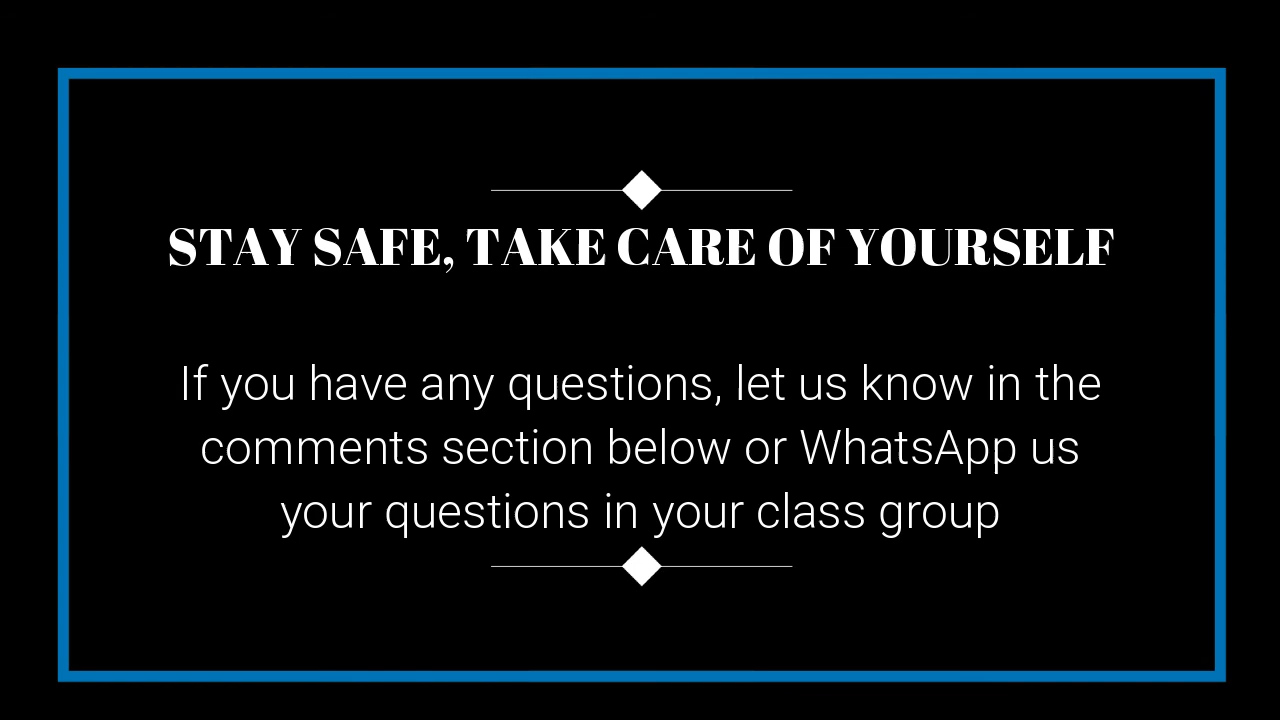 STAY SAFE, TAKE CARE OF YOURSELF
If you have any questions, let us know in the
comments section below or WhatsApp us
your questions in your class group